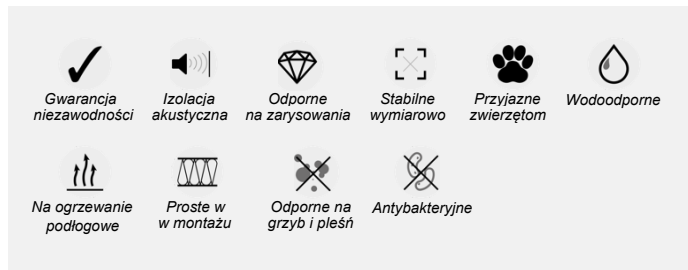 Gwarancja
niezawodności
Izolacja
akustyczna
Odporne
na zarysowania
Stabilne
wymiarowo
Przyjazne
zwierzętom
Wodoodporne
Na ogrzewanie
podłogowe
Proste w
w montażu
Odporne na
grzyb i pleśń
Antybakteryjne